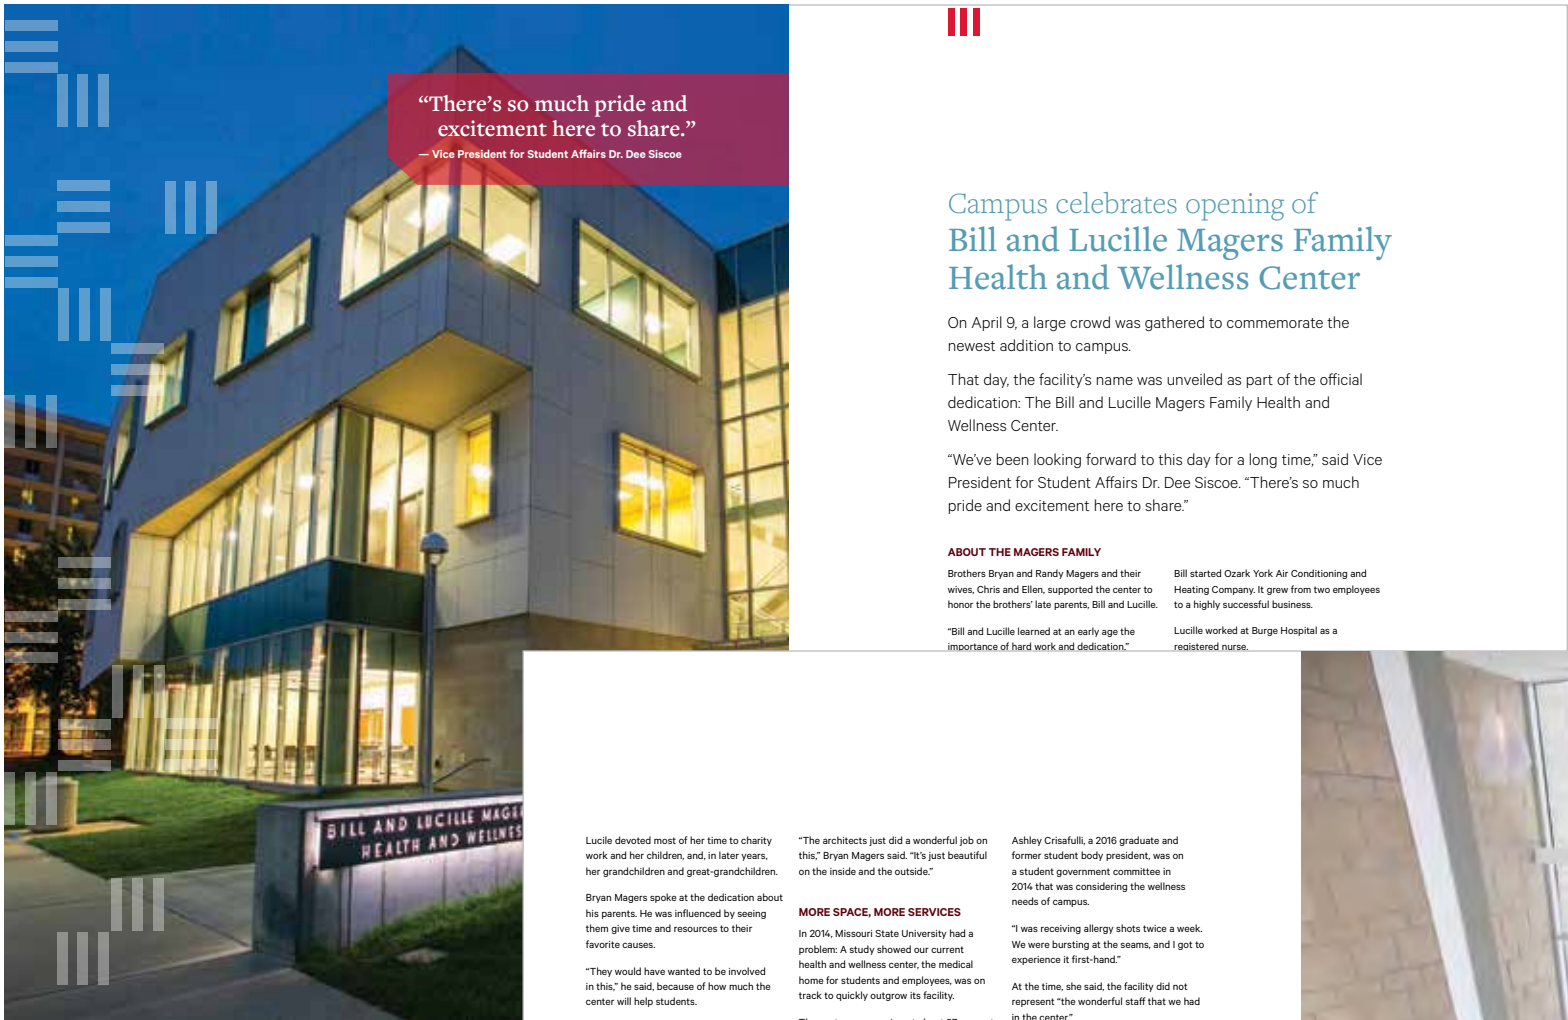 “There’s so much pride and
excitement here to share.”
— Vice President for Student Affairs Dr. Dee Siscoe
Campus celebrates opening of
Bill and Lucille Magers Family
Health and Wellness Center
On April 9, a large crowd was gathered to commemorate the
newest addition to campus.
That day, the facility’s name was unveiled as part of the official
dedication: The Bill and Lucille Magers Family Health and
Wellness Center.
“We’ve been looking forward to this day for a long time,” said Vice
President for Student Affairs Dr. Dee Siscoe. “There’s so much
pride and excitement here to share.”
ABOUT THE MAGERS FAMILY
Brothers Bryan and Randy Magers and their
wives, Chris and Ellen, supported the center to
honor the brothers’ late parents, Bill and Lucille.
“Bill and Lucille learned at an early age the
importance of hard work and dedication,”
Bill started Ozark York Air Conditioning and
Heating Company. It grew from two employees
to a highly successful business.
Lucille worked at Burge Hospital as a
registered nurse.
BILL AND LUCILLE MAGE
HEALTH AND WELLNES
Lucile devoted most of her time to charity
work and her children, and, in later years,
her grandchildren and great-grandchildren.
Bryan Magers spoke at the dedication about
his parents. He was influenced by seeing
them give time and resources to their
favorite causes.
“They would have wanted to be involved
in this,” he said, because of how much the
center will help students.
“The architects just did a wonderful job on
this,” Bryan Magers said. “It’s just beautiful
on the inside and the outside.”
MORE SPACE, MORE SERVICES
In 2014, Missouri State University had a
problem: A study showed our current
health and wellness center, the medical
home for students and employees, was on
track to quickly outgrow its facility.
Ashley Crisafulli, a 2016 graduate and
former student body president, was on
a student government committee in
2014 that was considering the wellness
needs of campus.
“I was receiving allergy shots twice a week.
We were bursting at the seams, and I got to
experience it first-hand.”
At the time, she said, the facility did not
represent “the wonderful staff that we had
in the center.”